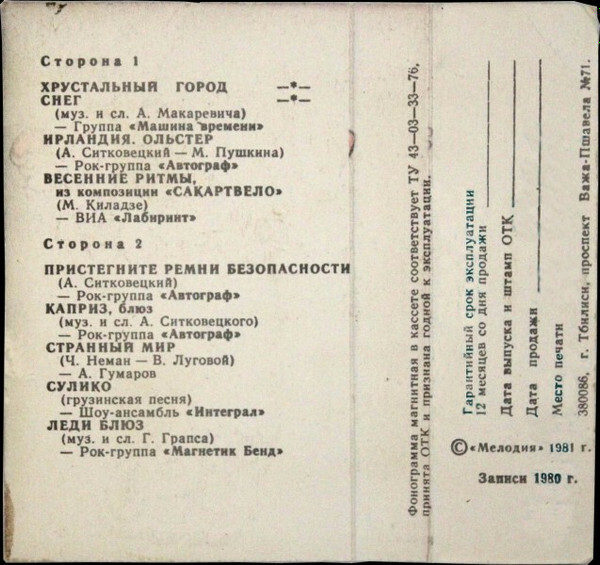 Сторона 1
ХРУСТАЛЬНЫЙ ГОРОД —*—
СНЕГ —*—
(муз. и сл. А. Макаревича)
— Группа «Машина времени»
ИРЛАНДИЯ. ОЛЬСТЕР
(А. Ситковецкий — М. Пушкина)
— Рок-группа «Автограф»
ВЕСЕННИЕ РИТМЫ,
из композиции «САКАРТВЕЛО»
(М. Киладзе)
— ВИА «Лабиринт»
Сторона 2
ПРИСТЕГНИТЕ РЕМНИ БЕЗОПАСНОСТИ
(А. Ситковецкий)
— Рок-группа «Автограф»
КАПРИЗ, блюз
(муз. и сл. А. Ситковецкого)
— Рок-группа «Автограф»
СТРАННЫЙ МИР
(Ч. Неман — В. Луговой)
— А. Гумаров
СУЛИКО
(грузинская песня)
— Шоу-ансамбль «Интеграл»
ЛЕДИ БЛЮЗ
(муз. и сл. Г. Грапса)
— Рок-группа «Магнетик Бенд»
Фонограмма магнитная в кассете соответствует ТУ 43—03—33—76,
принята ОТК и признана годной к эксплуатации.
Гарантийный срок эксплуатации
12 месяцев со дня продажи
Дата выпуска и штамп ОТК
Дата продажи
Место печати
380086, г. Тбилиси, проспект Важа-Пшавела №71.
© «Мелодия» 1981 г.
Записи 1980 г.